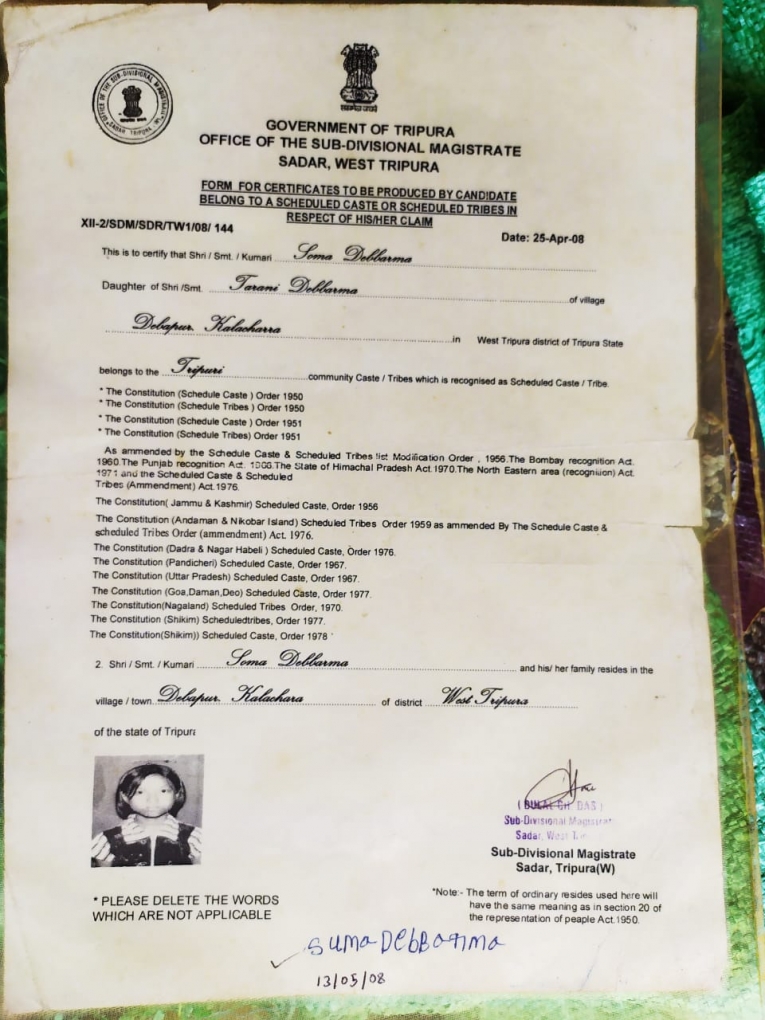 OFFICE OF THE SUB-DIVISIONAL MAGISTRATE
SADAR TRIPURA (W)
GOVERNMENT OF TRIPURA
OFFICE OF THE SUB-DIVISIONAL MAGISTRATE
SADAR, WEST TRIPURA
FORM FOR CERTIFICATES TO BE PRODUCED BY CANDIDATE
BELONG TO A SCHEDULED CASTE OR SCHEDULED TRIBES IN
RESPECT OF HIS/HER CLAIM
XII-2/SDM/SDR/TW1/08/ 144
Date: 25-Apr-08
This is to certify that Shri / Smt. / Kumari Soma Debbarma
Daughter of Shri /Smt. Tarani Debbarma of village
Debapur. Kalacharra in West Tripura district of Tripura State
belongs to the Tripuri community Caste / Tribes which is recognised as Scheduled Caste / Tribe.
* The Constitution (Schedule Caste ) Order 1950
* The Constitution (Schedule Tribes ) Order 1950
* The Constitution (Schedule Caste ) Order 1951
* The Constitution (Schedule Tribes) Order 1951
As ammended by the Schedule Caste & Scheduled Tribes list Modification Order , 1956.The Bombay recognition Act.
1960.The Punjab recognition Act. 1966.The State of Himachal Pradesh Act.1970.The North Eastern area (recognition) Act.
1971 and the Scheduled Caste & Scheduled
Tribes (Ammendment) Act.1976.
The Constitution( Jammu & Kashmir) Scheduled Caste, Order 1956
The Constitution (Andaman & Nikobar Island) Scheduled Tribes Order 1959 as ammended By The Schedule Caste &
scheduled Tribes Order (ammendment) Act. 1976.
The Constitution (Dadra & Nagar Habeli ) Scheduled Caste, Order 1976.
The Constitution (Pandicheri) Scheduled Caste, Order 1967.
The Constitution (Uttar Pradesh) Scheduled Caste, Order 1967.
The Constitution (Goa,Daman,Deo) Scheduled Caste, Order 1977.
The Constitution(Nagaland) Scheduled Tribes Order, 1970.
The Constitution (Shikim) Scheduledtribes, Order 1977.
The Constitution(Shikim)) Scheduled Caste, Order 1978
2. Shri / Smt. / Kumari Soma Debbarma and his/ her family resides in the
village / town Debapur. Kalachara of district West Tripura
of the state of Tripura
Sub-Divisional Magistrate
Sadar, West
Sub-Divisional Magistrate
Sadar, Tripura(W)
* PLEASE DELETE THE WORDS
WHICH ARE NOT APPLICABLE
*Note:- The term of ordinary resides used here will
have the same meaning as in section 20 of
the representation of peaple Act.1950.
SUMA DEbBARMA
13/05/08